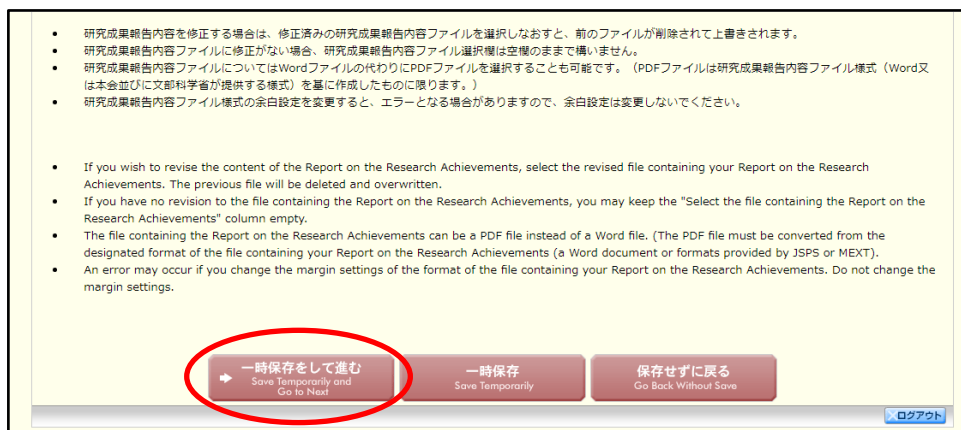 • 研究成果報告内容を修正する場合は、修正済みの研究成果報告内容ファイルを選択しなおすと、前のファイルが削除されて上書きされます。
• 研究成果報告内容ファイルに修正がない場合、研究成果報告内容ファイル選択欄は空欄のままで構いません。
• 研究成果報告内容ファイルについてはWordファイルの代わりにPDFファイルを選択することも可能です。（PDFファイルは研究成果報告内容ファイル様式（Word又
は本会並びに文部科学省が提供する様式）を基に作成したものに限ります。）
• 研究成果報告内容ファイル様式の余白設定を変更すると、エラーとなる場合がありますので、余白設定は変更しないでください。
• If you wish to revise the content of the Report on the Research Achievements, select the revised file containing your Report on the Research
Achievements. The previous file will be deleted and overwritten.
• If you have no revision to the file containing the Report on the Research Achievements, you may keep the "Select the file containing the Report on the
Research Achievements" column empty.
• The file containing the Report on the Research Achievements can be a PDF file instead of a Word file. (The PDF file must be converted from the
designated format of the file containing your Report on the Research Achievements (a Word document or formats provided by JSPS or MEXT).
• An error may occur if you change the margin settings of the format of the file containing your Report on the Research Achievements. Do not change the
margin settings.
一時保存をして進む
Save Temporarily and
Go to Next
一時保存
Save Temporarily
保存せずに戻る
Go Back Without Save
ログアウト